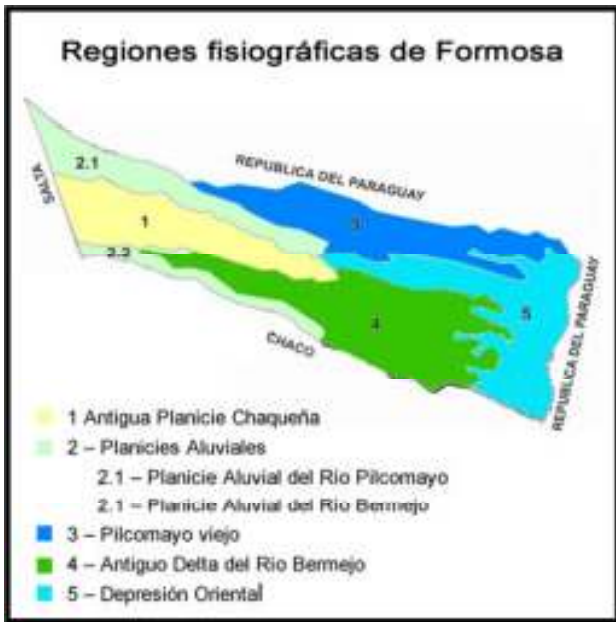 Regiones fisiográficas de Formosa
2.1
SALTA
REPUBLICA DEL PARAGUAY
1
3
2.2
4
5
CHACO
REPUBLICA DEL PARAGUAY
1 Antigua Planicie Chaqueña
2 – Planicies Aluviales
2.1 – Planicie Aluvial del Río Pilcomayo
2.1 – Planicie Aluvial del Río Bermejo
3 – Pilcomayo viejo
4 – Antiguo Delta del Rio Bermejo
5 – Depresión Oriental